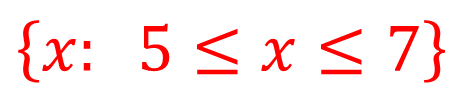 {x: 5 ≤ x ≤ 7}